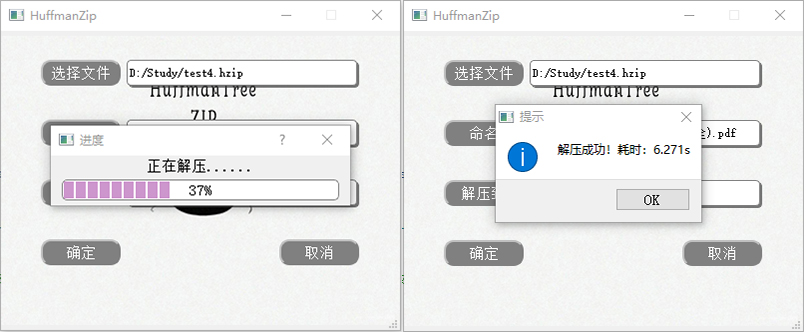 HuffmanZip
选择文件
D:/Study/test4.hzip
HuffmanTree
ZIP
进度
?
正在解压......
37%
确定
取消
HuffmanZip
选择文件
D:/Study/test4.hzip
HuffmanTree
提示
命名
).pdf
解压成功！耗时：6.271s
解压
OK
确定
取消